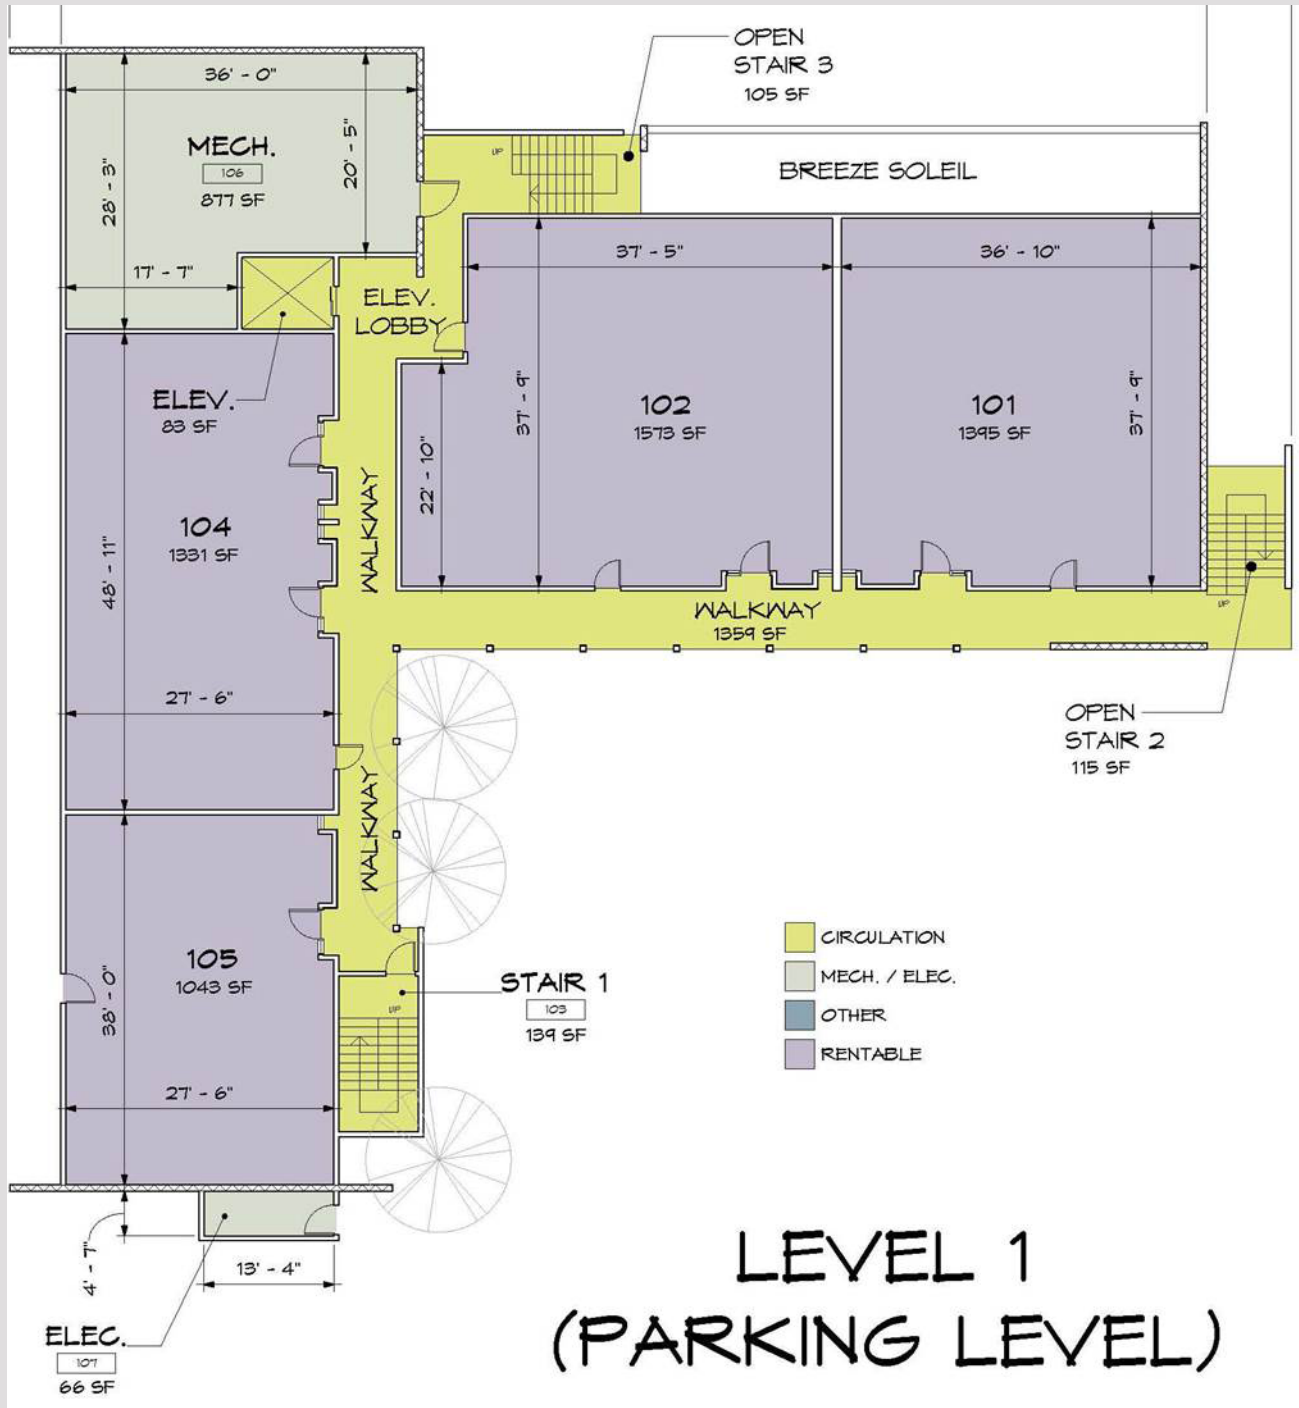 OPEN
STAIR 3
105 SF
36' - 0"
MECH.
106
877 SF
28' - 3"
20' - 5"
17' - 7"
UP
BREEZE SOLEIL
37' - 5"
36' - 10"
ELEV.
LOBBY
ELEV.
83 SF
102
1573 SF
37' - 9"
22' - 10"
101
1395 SF
37' - 9"
104
1331 SF
48' - 11"
27' - 6"
WALKWAY
WALKWAY
1359 SF
UP
OPEN
STAIR 2
115 SF
WALKWAY
105
1043 SF
38' - 0"
27' - 6"
STAIR 1
103
139 SF
UP
CIRCULATION
MECH. / ELEC.
OTHER
RENTABLE
4' - 7"
13' - 4"
ELEC.
107
66 SF
LEVEL 1
(PARKING LEVEL)